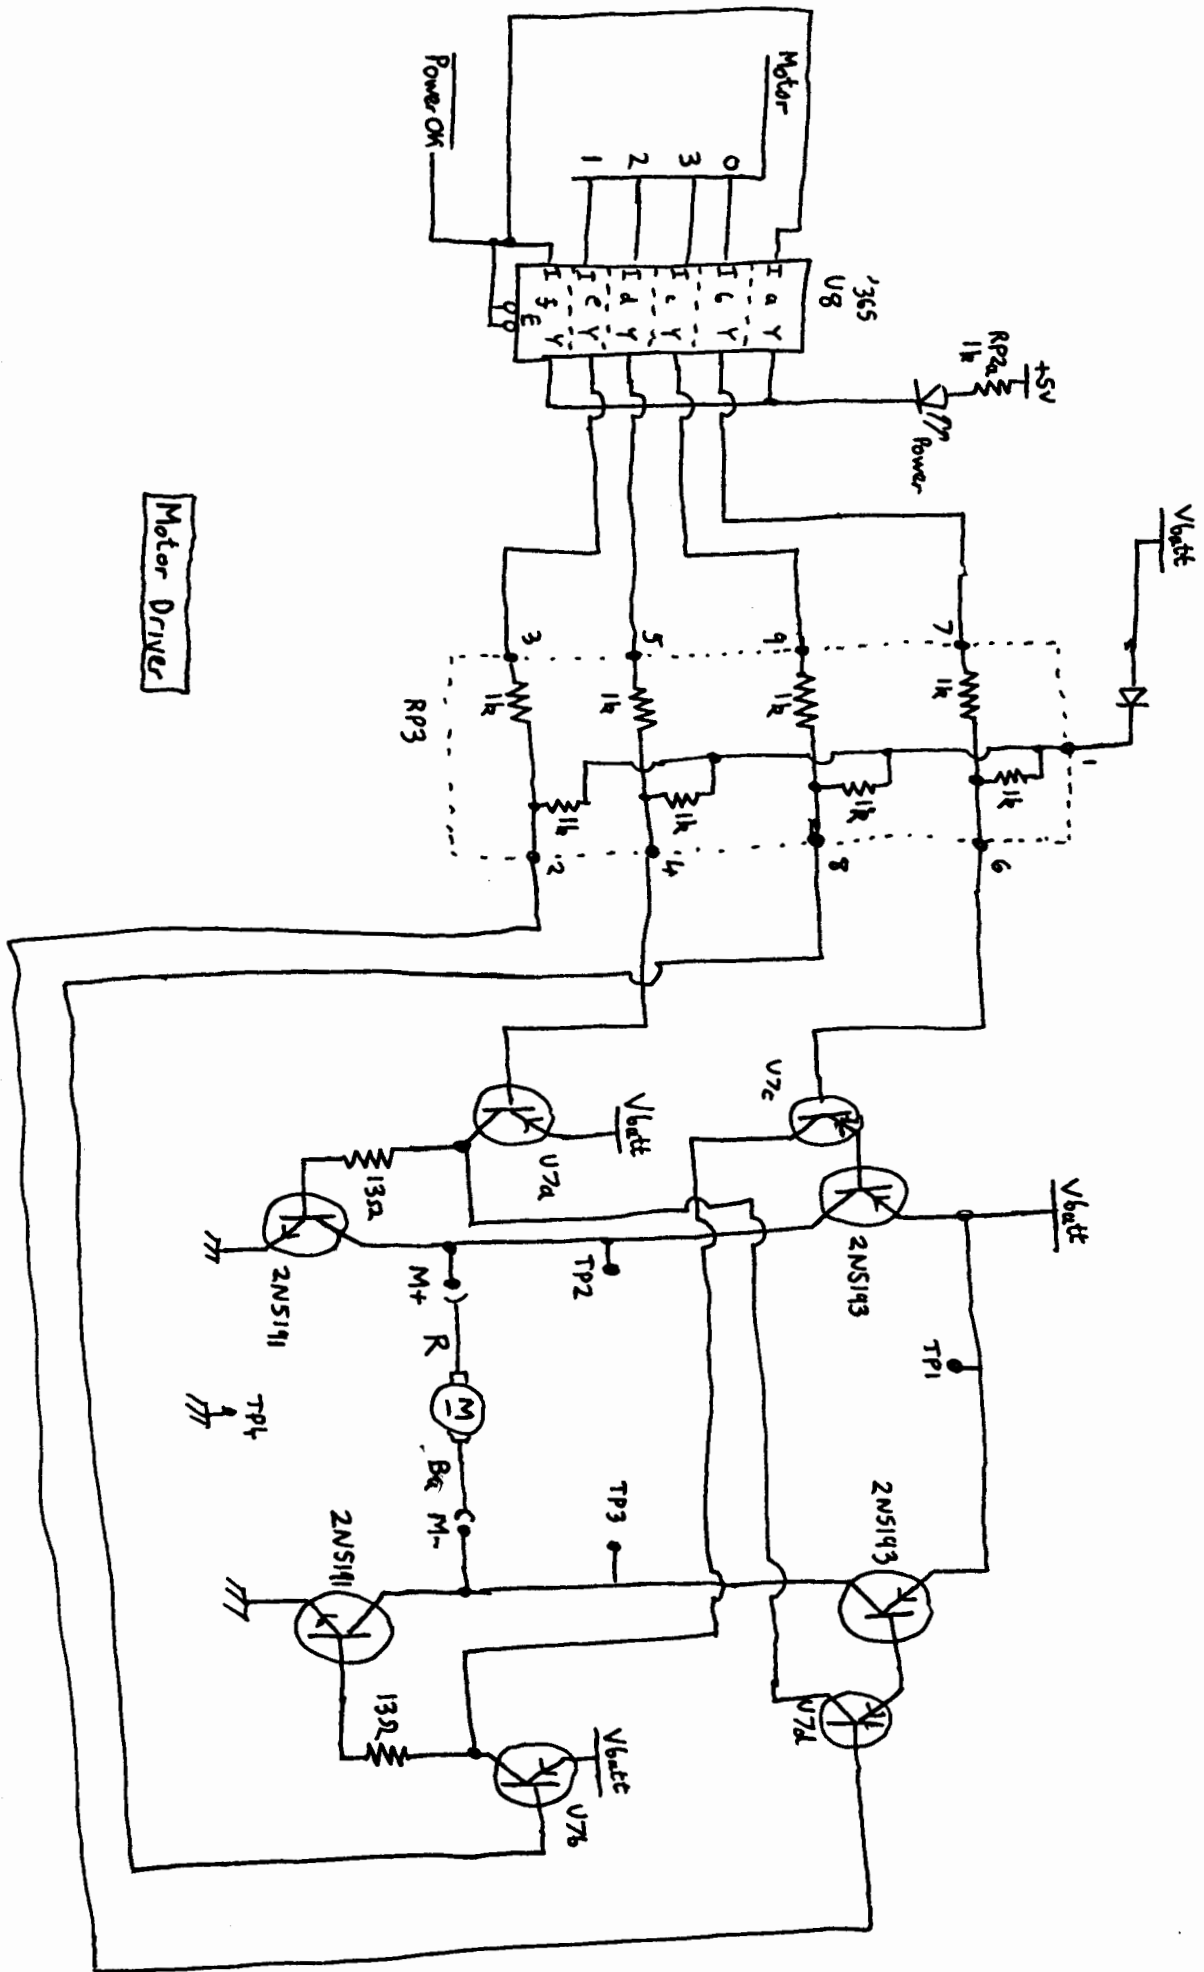 Motor
Power OK
0
3
2
1
'365
U8
I a Y
I b Y
I c Y
I d Y
I e Y
I f Y
E
+5V
RP2a
1k
Power
Vbatt
7
9
5
3
1k
1k
1k
1k
RP3
1
1k
1k
1k
1k
6
8
4
2
U7c
Vbatt
U7a
13Ω
2N5191
Vbatt
2N5193
TP1
TP2
M+
R
M
M-
TP3
TP4
2N5193
U7d
2N5191
13Ω
Vbatt
U7b
Motor Driver